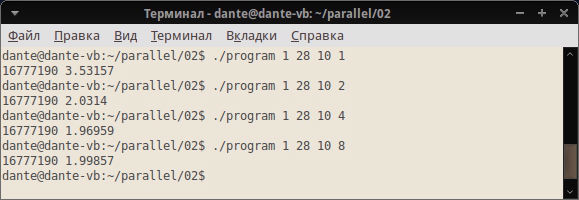 Терминал - dante@dante-vb: ~/parallel/02
Файл Правка Вид Терминал Вкладки Справка
dante@dante-vb:~/parallel/02$ ./program 1 28 10 1
16777190 3.53157
dante@dante-vb:~/parallel/02$ ./program 1 28 10 2
16777190 2.0314
dante@dante-vb:~/parallel/02$ ./program 1 28 10 4
16777190 1.96959
dante@dante-vb:~/parallel/02$ ./program 1 28 10 8
16777190 1.99857
dante@dante-vb:~/parallel/02$